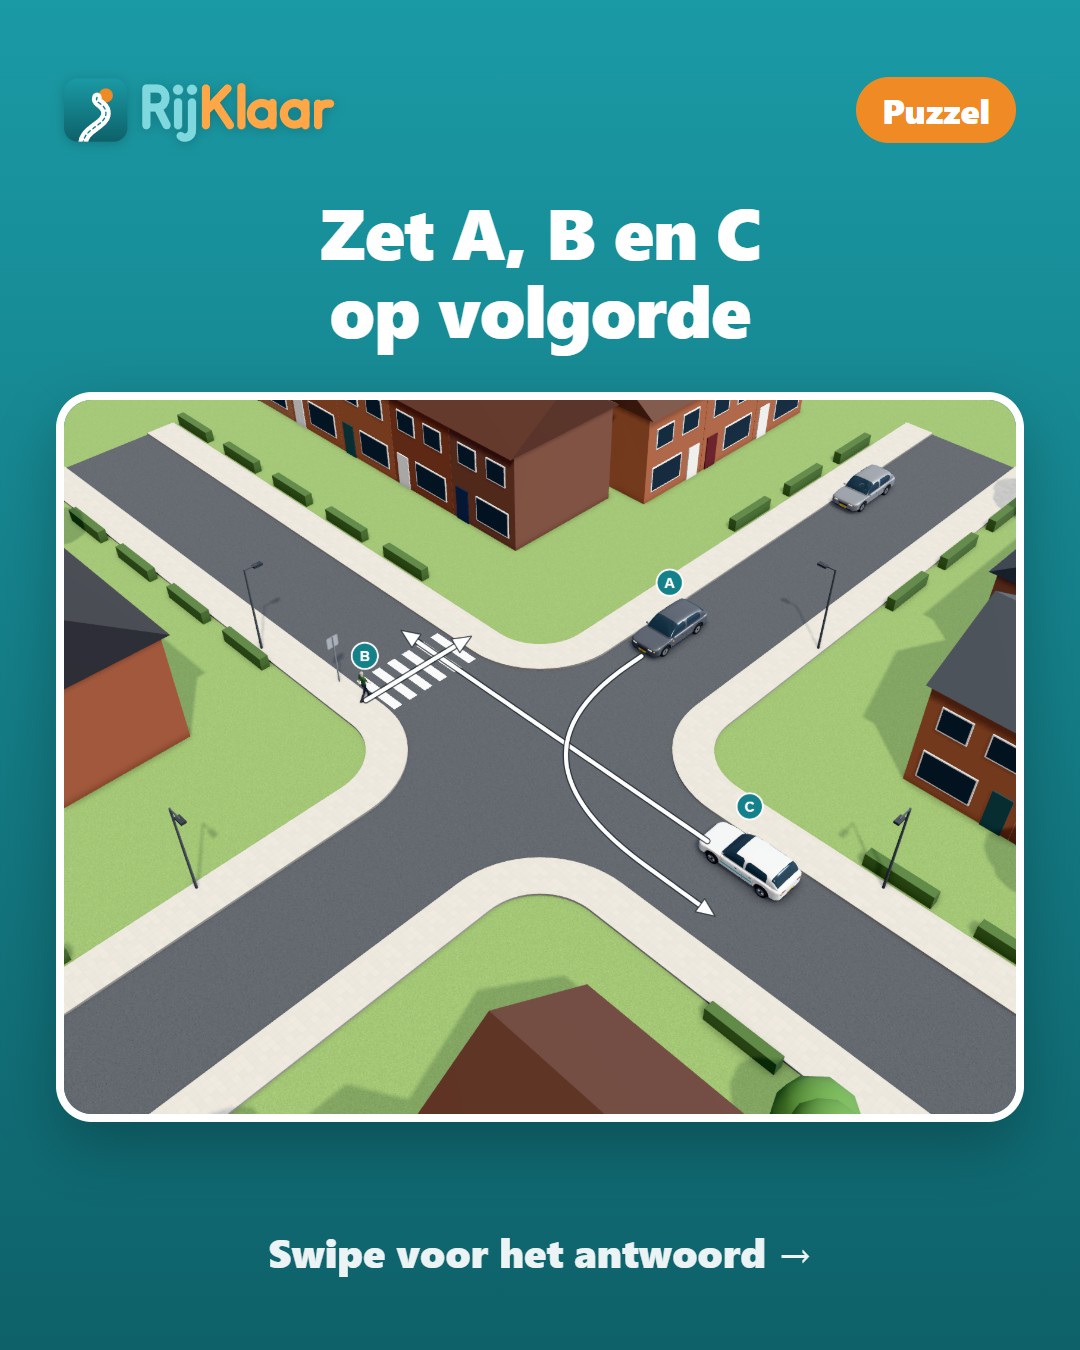 RijKlaar
Puzzel
Zet A, B en C
op volgorde
A
B
C
Swipe voor het antwoord →